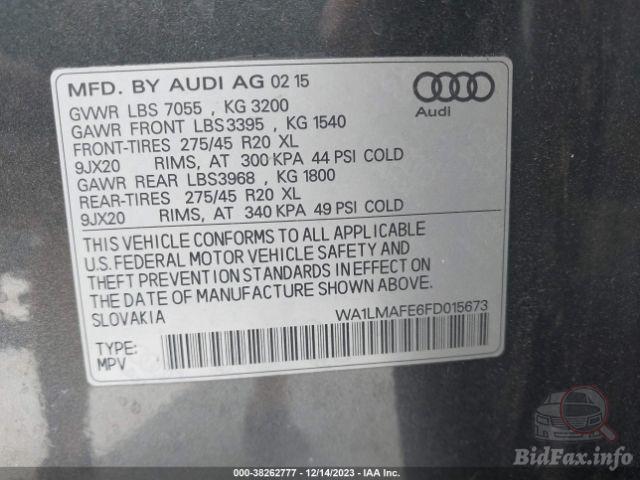 MFD. BY AUDI AG 02 15
GVWR LBS 7055 , KG 3200
GAWR FRONT LBS3395 , KG 1540
FRONT-TIRES 275/45 R20 XL
9JX20 RIMS, AT 300 KPA 44 PSI COLD
GAWR REAR LBS3968 , KG 1800
REAR-TIRES 275/45 R20 XL
9JX20 RIMS, AT 340 KPA 49 PSI COLD
Audi
THIS VEHICLE CONFORMS TO ALL APPLICABLE
U.S. FEDERAL MOTOR VEHICLE SAFETY AND
THEFT PREVENTION STANDARDS IN EFFECT ON
THE DATE OF MANUFACTURE SHOWN ABOVE.
SLOVAKIA WA1LMAFE6FD015673
TYPE:
MPV
BidFax.info
000-38262777 - 12/14/2023 - IAA Inc.